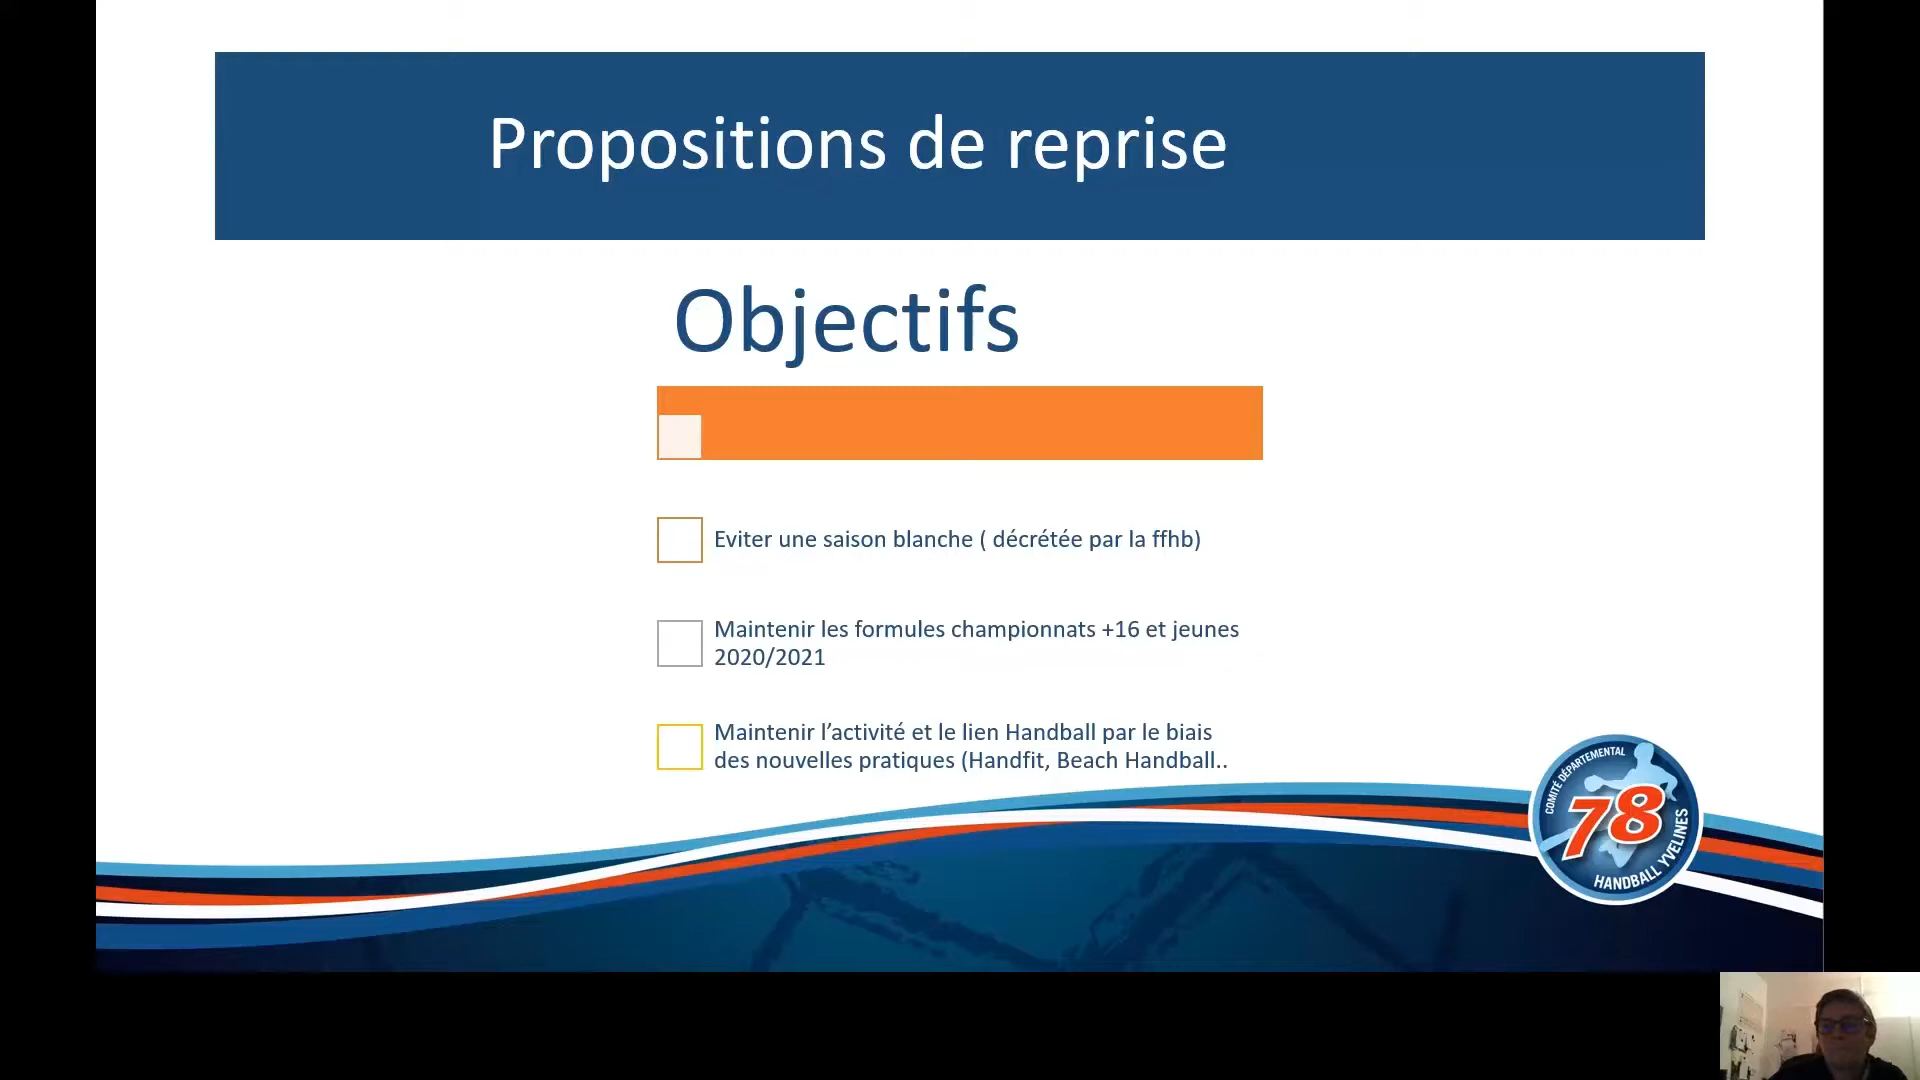 Propositions de reprise
Objectifs
Eviter une saison blanche ( décrétée par la ffhb)
Maintenir les formules championnats +16 et jeunes
2020/2021
Maintenir l’activité et le lien Handball par le biais
des nouvelles pratiques (Handfit, Beach Handball..
COMITÉ DÉPARTEMENTAL
78
HANDBALL YVELINES